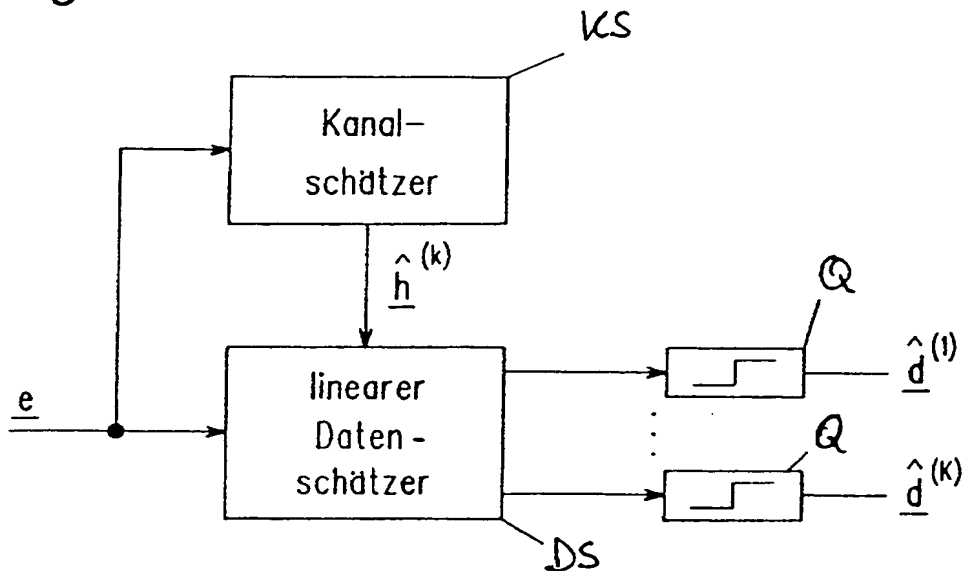 KS
Kanal-
schätzer
ĥ̲ ⁽ᵏ⁾
Q
e̲
linearer
Daten-
schätzer
d̲̂ ⁽¹⁾
Q
d̲̂ ⁽ᴷ⁾
DS